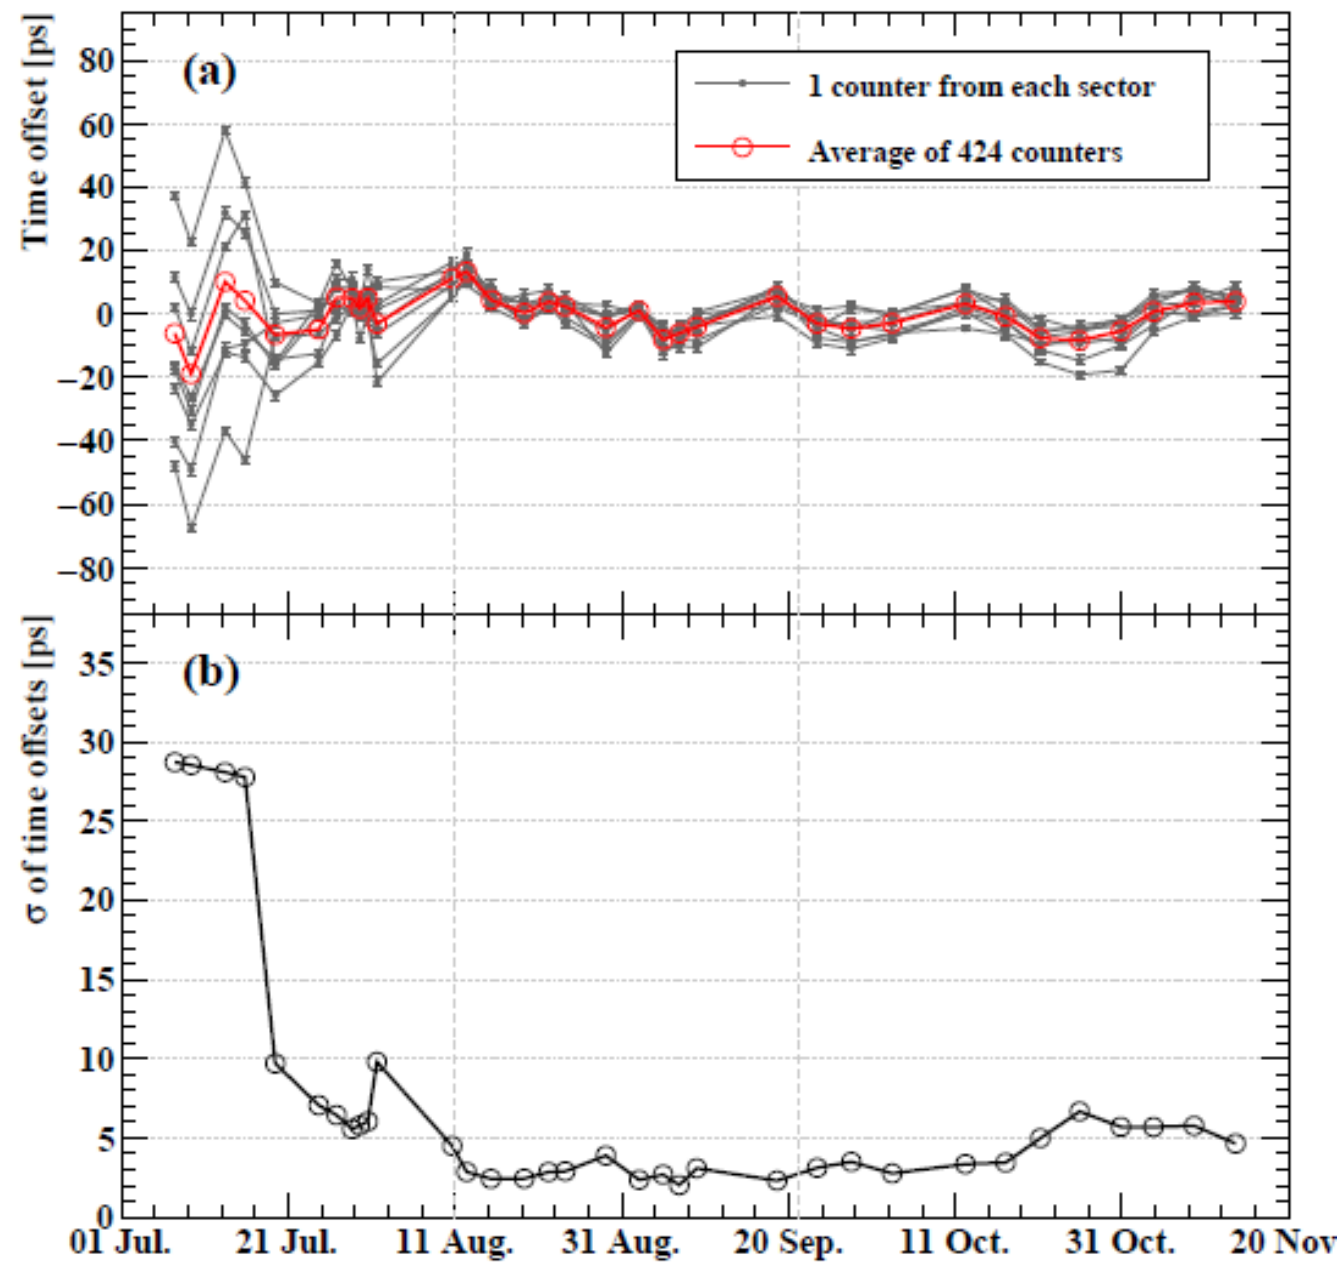 Time offset [ps]
(a)
1 counter from each sector
Average of 424 counters
80
60
40
20
0
−20
−40
−60
−80
σ of time offsets [ps]
(b)
35
30
25
20
15
10
5
0
01 Jul. 21 Jul. 11 Aug. 31 Aug. 20 Sep. 11 Oct. 31 Oct. 20 Nov